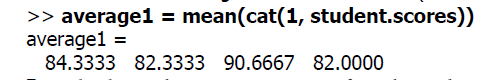 >> average1 = mean(cat(1, student.scores))
average1 =
84.3333 82.3333 90.6667 82.0000